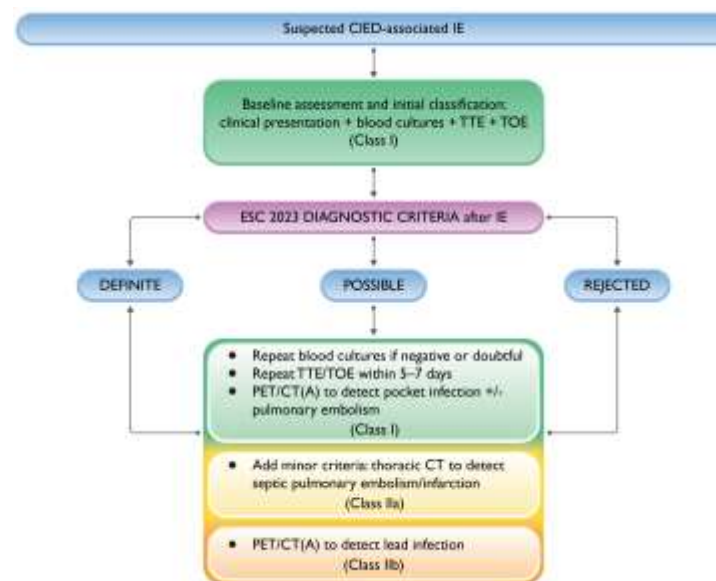 Suspected CIED-associated IE
Baseline assessment and initial classification:
clinical presentation + blood cultures + TTE + TOE
(Class I)
ESC 2023 DIAGNOSTIC CRITERIA after IE
DEFINITE
POSSIBLE
REJECTED
• Repeat blood cultures if negative or doubtful
• Repeat TTE/TOE within 5–7 days
• PET/CT(A) to detect pocket infection +/-
pulmonary embolism
(Class I)
• Add minor criteria: thoracic CT to detect
septic pulmonary embolism/infarction
(Class IIa)
• PET/CT(A) to detect lead infection
(Class IIb)